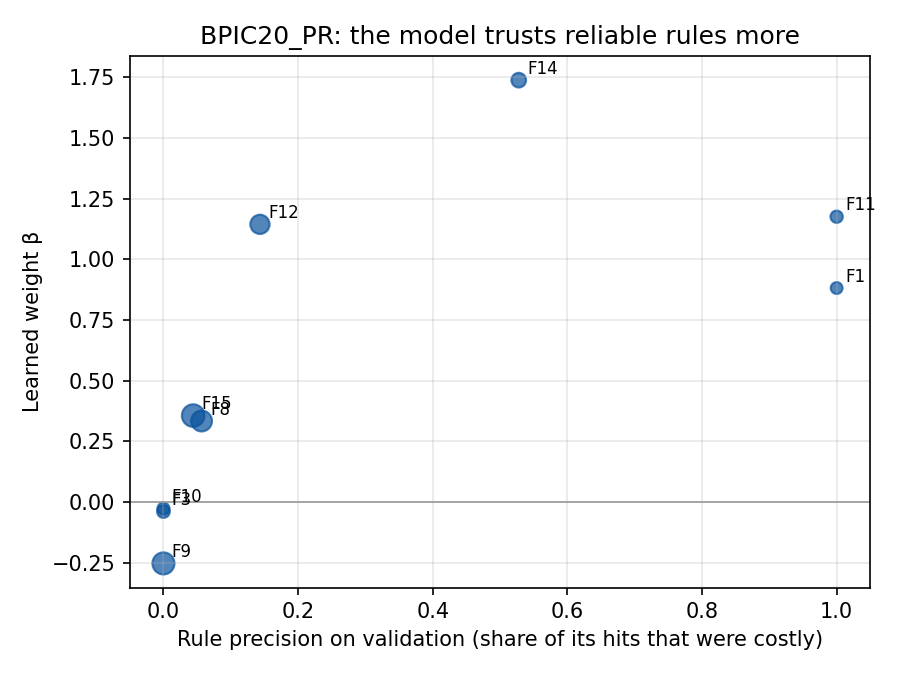 BPIC20_PR: the model trusts reliable rules more
Learned weight β
1.75
1.50
1.25
1.00
0.75
0.50
0.25
0.00
−0.25
F14
F12
F11
F1
F15
F8
F10
F3
F9
0.0 0.2 0.4 0.6 0.8 1.0
Rule precision on validation (share of its hits that were costly)